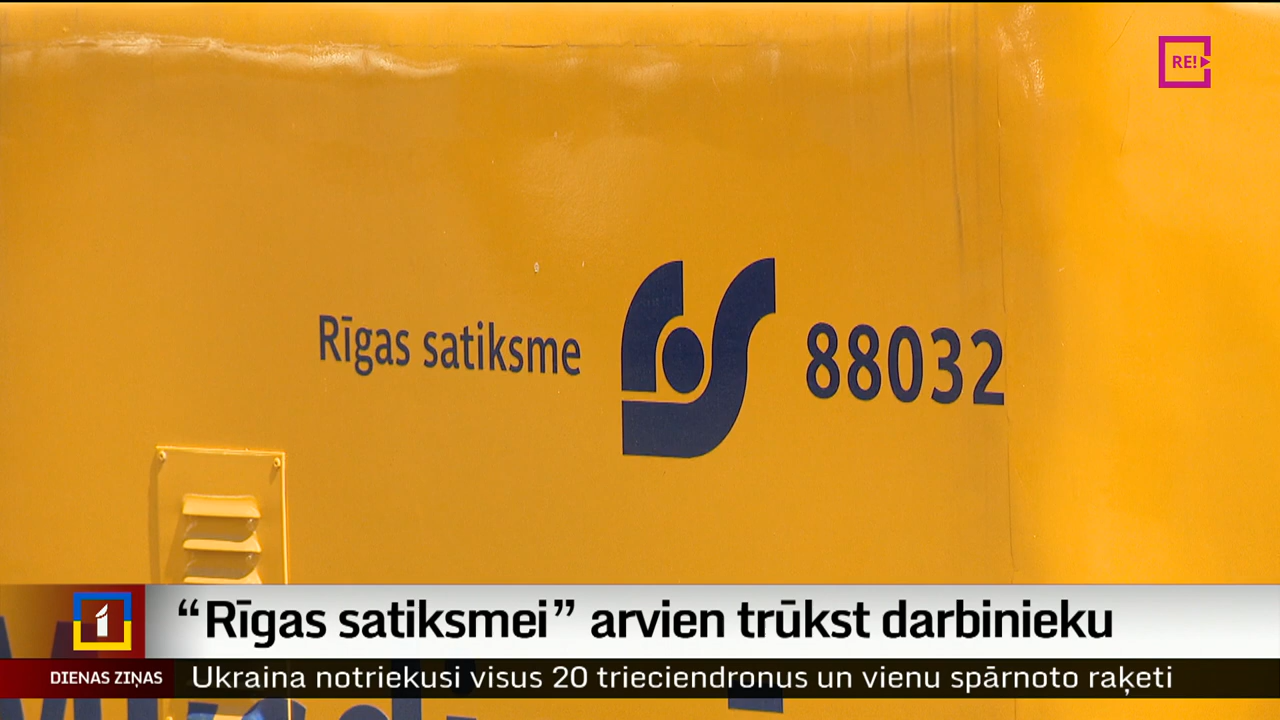 RE!
Rīgas satiksme 88032
1
“Rīgas satiksmei” arvien trūkst darbinieku
DIENAS ZIŅAS
Ukraina notriekusi visus 20 trieciendronus un vienu spārnoto raķeti